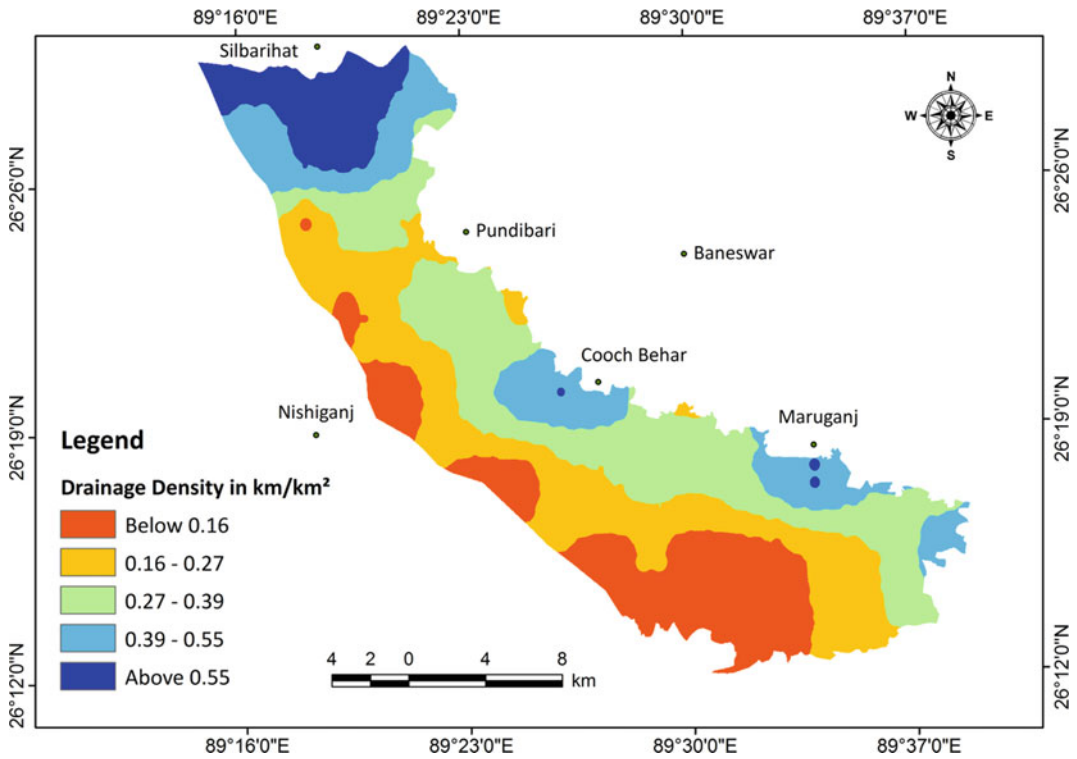 89°16'0"E 89°23'0"E 89°30'0"E 89°37'0"E
Silbarihat
N
W E
S
26°26'0"N 26°26'0"N
Pundibari
Baneswar
Cooch Behar
Nishiganj
Maruganj
26°19'0"N 26°19'0"N
Legend
Drainage Density in km/km²
Below 0.16
0.16 - 0.27
0.27 - 0.39
0.39 - 0.55
Above 0.55
4 2 0 4 8
km
26°12'0"N 26°12'0"N
89°16'0"E 89°23'0"E 89°30'0"E 89°37'0"E